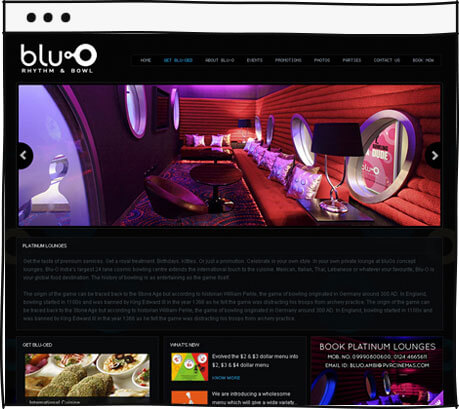 blu-O
RHYTHM & BOWL
HOME GET BLU-OED ABOUT BLU-O EVENTS PROMOTIONS PHOTOS PARTIES CONTACT US BOOK NOW
DUDE
blu-O
PLATINUM LOUNGES
Get the taste of premium services. Get a royal treatment. Birthdays, Kitties, Or just a promotion. Celebrate in your own style. In your own private lounge at bluOs concept
lounges. Blu-O India's largest 24 lane cosmic bowling centre extends the international touch to the cuisine. Mexican, Italian, Thai, Lebanese or whatever your favourite, Blu-O is
your global food destination. The history of bowling is as entertaining as the game itself.
The origin of the game can be traced back to the Stone Age but according to historian William Pehle, the game of bowling originated in Germany around 300 AD. In England,
bowling started in 1100s and was banned by King Edward III in the year 1366 as he felt the game was distracting his troops from archery practice. The origin of the game can be
traced back to the Stone Age but according to historian William Pehle, the game of bowling originated in Germany around 300 AD. In England, bowling started in 1100s and
was banned by King Edward III in the year 1366 as he felt the game was distracting his troops from archery practice.
GET BLU-OED
International Cuisine
WHAT'S NEW
Evolved the $2 & $3 dollar menu into
$2, $3 & $4 dollar menu
KNOW MORE
We are introducing a wholesome
menu which will give a wide variety
BOOK PLATINUM LOUNGES
MOB. NO. 09990800600, 0124 4665611
EMAIL ID: BLUO.AMBI@PVRCINEMAS.COM